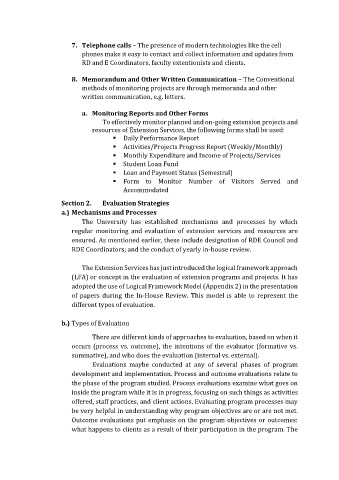 7. Telephone calls – The presence of modern technologies like the cell
phones make it easy to contact and collect information and updates from
RD and E Coordinators, faculty extentionists and clients.
8. Memorandum and Other Written Communication – The Conventional
methods of monitoring projects are through memoranda and other
written communication, e.g. letters.
a. Monitoring Reports and Other Forms
To effectively monitor planned and on-going extension projects and
resources of Extension Services, the following forms shall be used:
▪ Daily Performance Report
▪ Activities/Projects Progress Report (Weekly/Monthly)
▪ Monthly Expenditure and Income of Projects/Services
▪ Student Loan Fund
▪ Loan and Payment Status (Semestral)
▪ Form to Monitor Number of Visitors Served and
Accommodated
Section 2. Evaluation Strategies
a.) Mechanisms and Processes
The University has established mechanisms and processes by which
regular monitoring and evaluation of extension services and resources are
ensured. As mentioned earlier, these include designation of RDE Council and
RDE Coordinators; and the conduct of yearly in-house review.
The Extension Services has just introduced the logical framework approach
(LFA) or concept in the evaluation of extension programs and projects. It has
adopted the use of Logical Framework Model (Appendix 2) in the presentation
of papers during the In-House Review. This model is able to represent the
different types of evaluation.
b.) Types of Evaluation
There are different kinds of approaches to evaluation, based on when it
occurs (process vs. outcome), the intentions of the evaluator (formative vs.
summative), and who does the evaluation (internal vs. external).
Evaluations maybe conducted at any of several phases of program
development and implementation. Process and outcome evaluations relate to
the phase of the program studied. Process evaluations examine what goes on
inside the program while it is in progress, focusing on such things as activities
offered, staff practices, and client actions. Evaluating program processes may
be very helpful in understanding why program objectives are or are not met.
Outcome evaluations put emphasis on the program objectives or outcomes:
what happens to clients as a result of their participation in the program. The